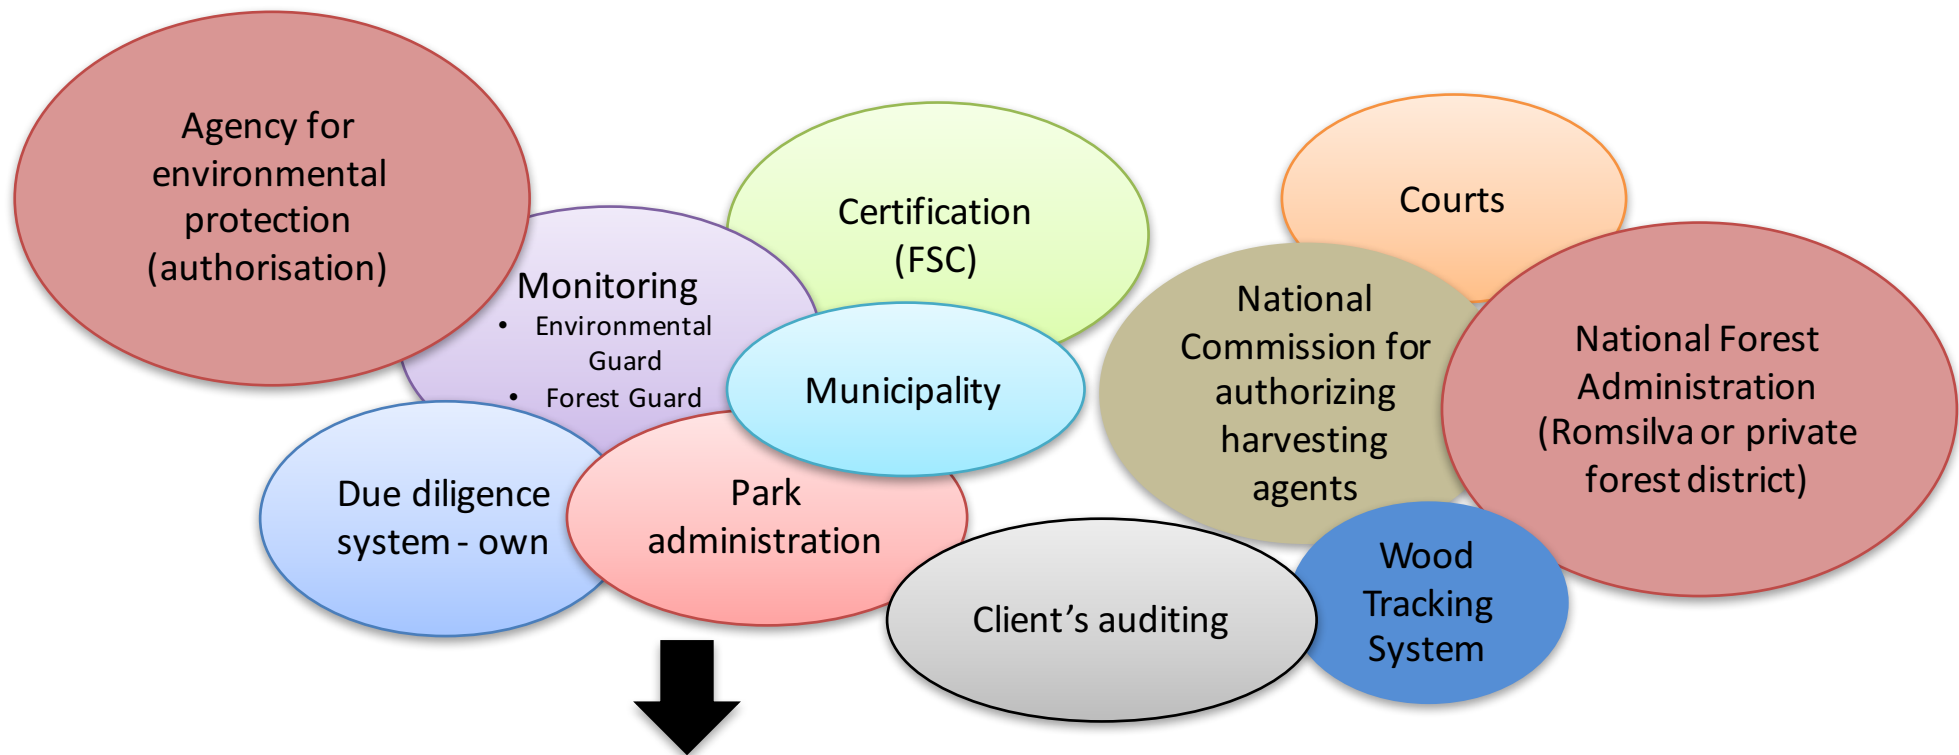 Agency for
environmental
protection
(authorisation)
Monitoring
• Environmental
Guard
• Forest Guard
Certification
(FSC)
Municipality
Due diligence
system - own
Park
administration
Courts
National
Commission for
authorizing
harvesting
agents
National Forest
Administration
(Romsilva or private
forest district)
Client’s auditing
Wood
Tracking
System